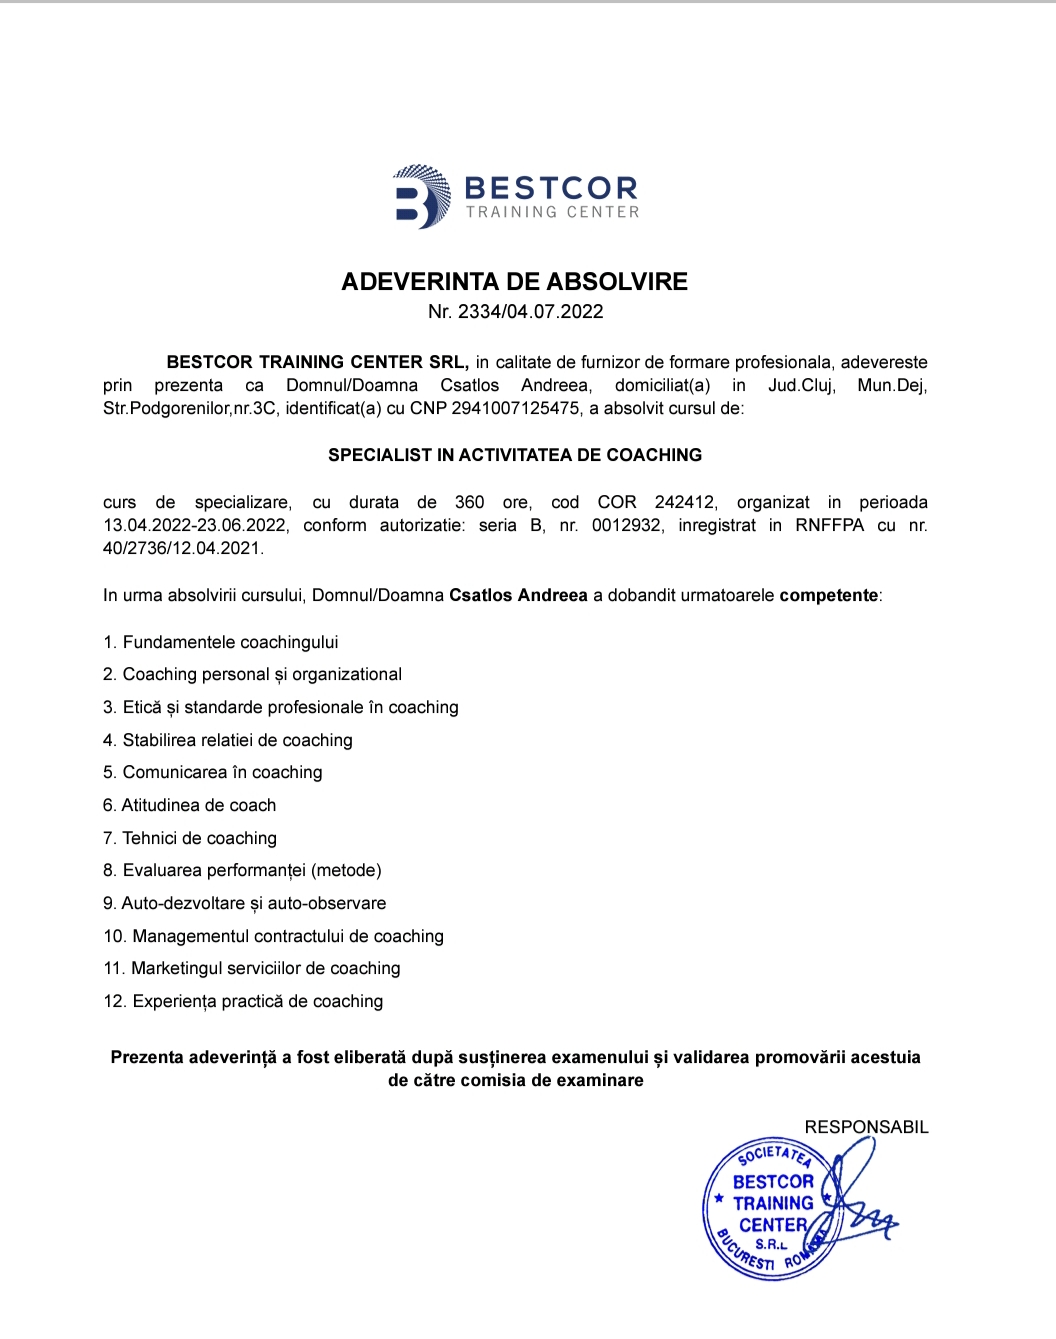 BESTCOR
TRAINING CENTER
ADEVERINTA DE ABSOLVIRE
Nr. 2334/04.07.2022
BESTCOR TRAINING CENTER SRL, in calitate de furnizor de formare profesionala, adevereste
prin prezenta ca Domnul/Doamna Csatlos Andreea, domiciliat(a) in Jud.Cluj, Mun.Dej,
Str.Podgorenilor,nr.3C, identificat(a) cu CNP 2941007125475, a absolvit cursul de:
SPECIALIST IN ACTIVITATEA DE COACHING
curs de specializare, cu durata de 360 ore, cod COR 242412, organizat in perioada
13.04.2022-23.06.2022, conform autorizatie: seria B, nr. 0012932, inregistrat in RNFFPA cu nr.
40/2736/12.04.2021.
In urma absolvirii cursului, Domnul/Doamna Csatlos Andreea a dobandit urmatoarele competente:
1. Fundamentele coachingului
2. Coaching personal și organizational
3. Etică și standarde profesionale în coaching
4. Stabilirea relatiei de coaching
5. Comunicarea în coaching
6. Atitudinea de coach
7. Tehnici de coaching
8. Evaluarea performanței (metode)
9. Auto-dezvoltare și auto-observare
10. Managementul contractului de coaching
11. Marketingul serviciilor de coaching
12. Experiența practică de coaching
Prezenta adeverință a fost eliberată după susținerea examenului și validarea promovării acestuia
de către comisia de examinare
RESPONSABIL
SOCIETATEA
BESTCOR
TRAINING
CENTER
S.R.L
BUCURESTI ROMÂNIA